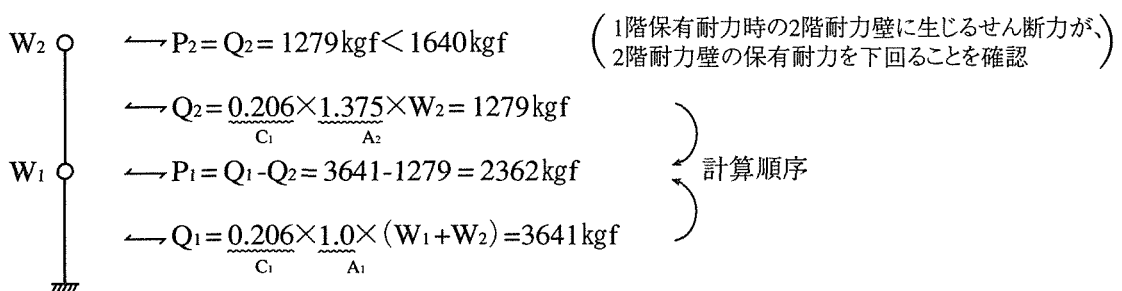 W2 ← P2 = Q2 = 1279kgf < 1640kgf
(1階保有耐力時の2階耐力壁に生じるせん断力が、
2階耐力壁の保有耐力を下回ることを確認)
← Q2 = 0.206×1.375×W2 = 1279kgf
C1 A2
W1 ← P1 = Q1-Q2 = 3641-1279 = 2362kgf
計算順序
← Q1 = 0.206×1.0×(W1+W2) =3641kgf
C1 A1